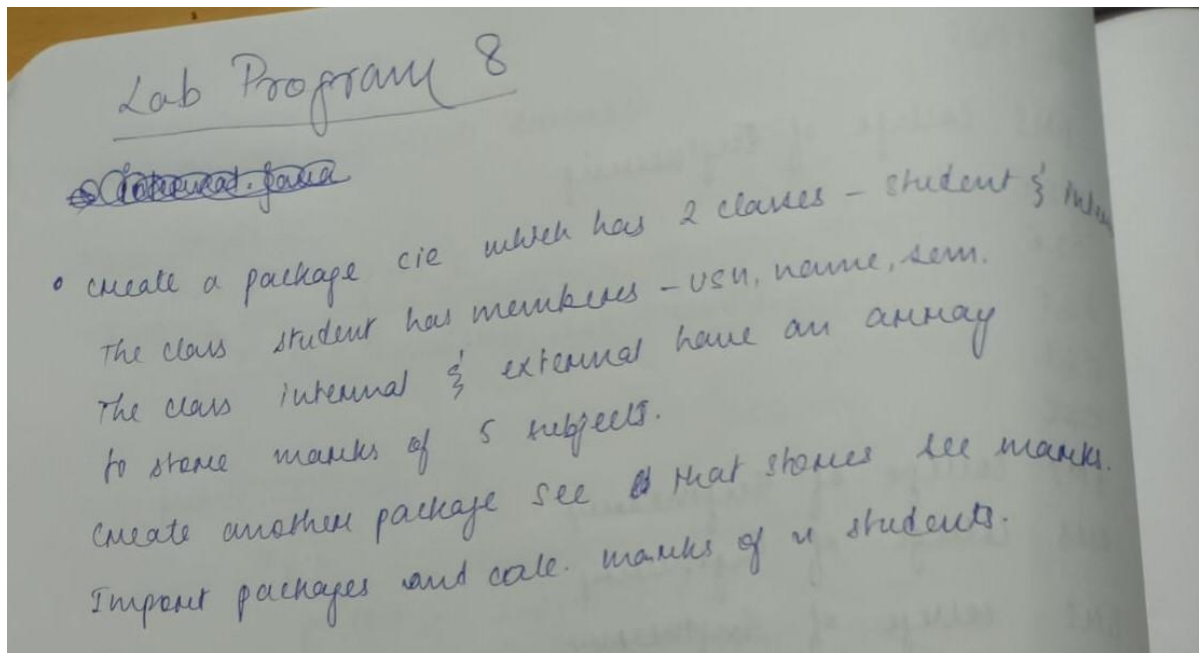 Lab Program 8
• create a package cie which has 2 classes - student &
The class student has members - usn, name, sem.
The class internal & external have an array
to store marks of 5 subjects.
Create another package see that stores see marks.
Import packages and calc. marks of n students.